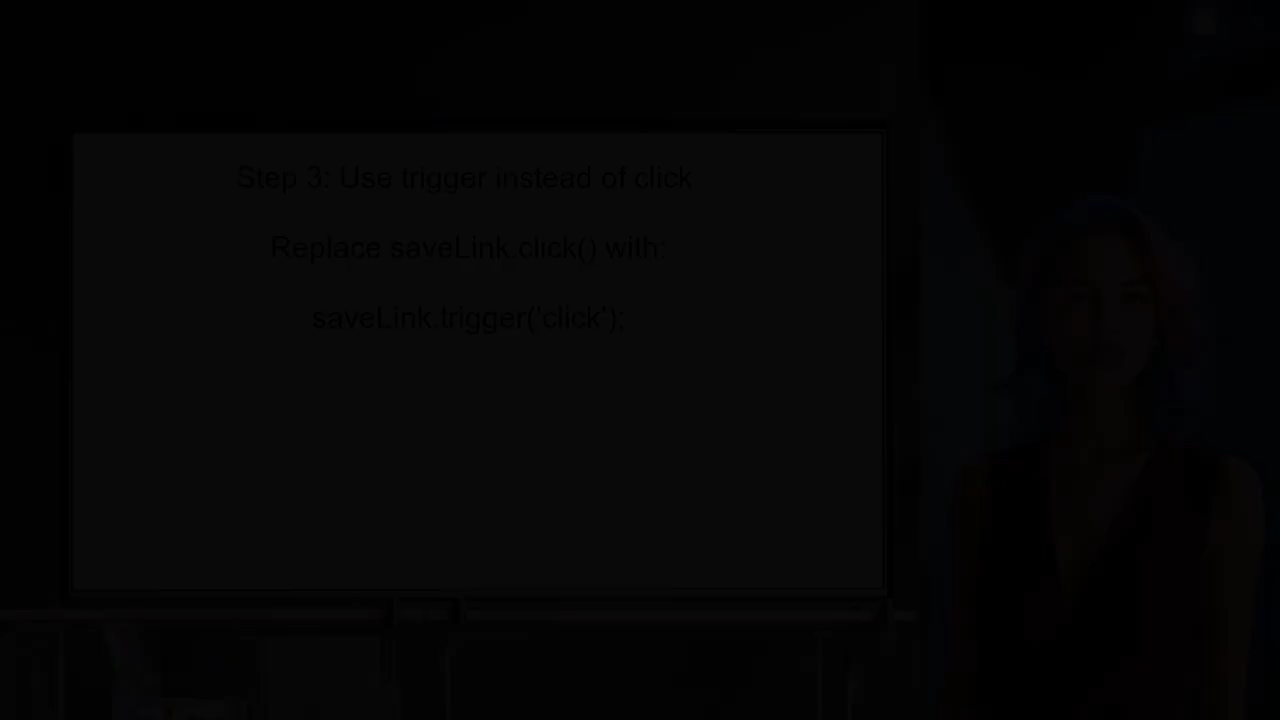 Step 3: Use trigger instead of click
Replace saveLink.click() with:
saveLink.trigger('click');